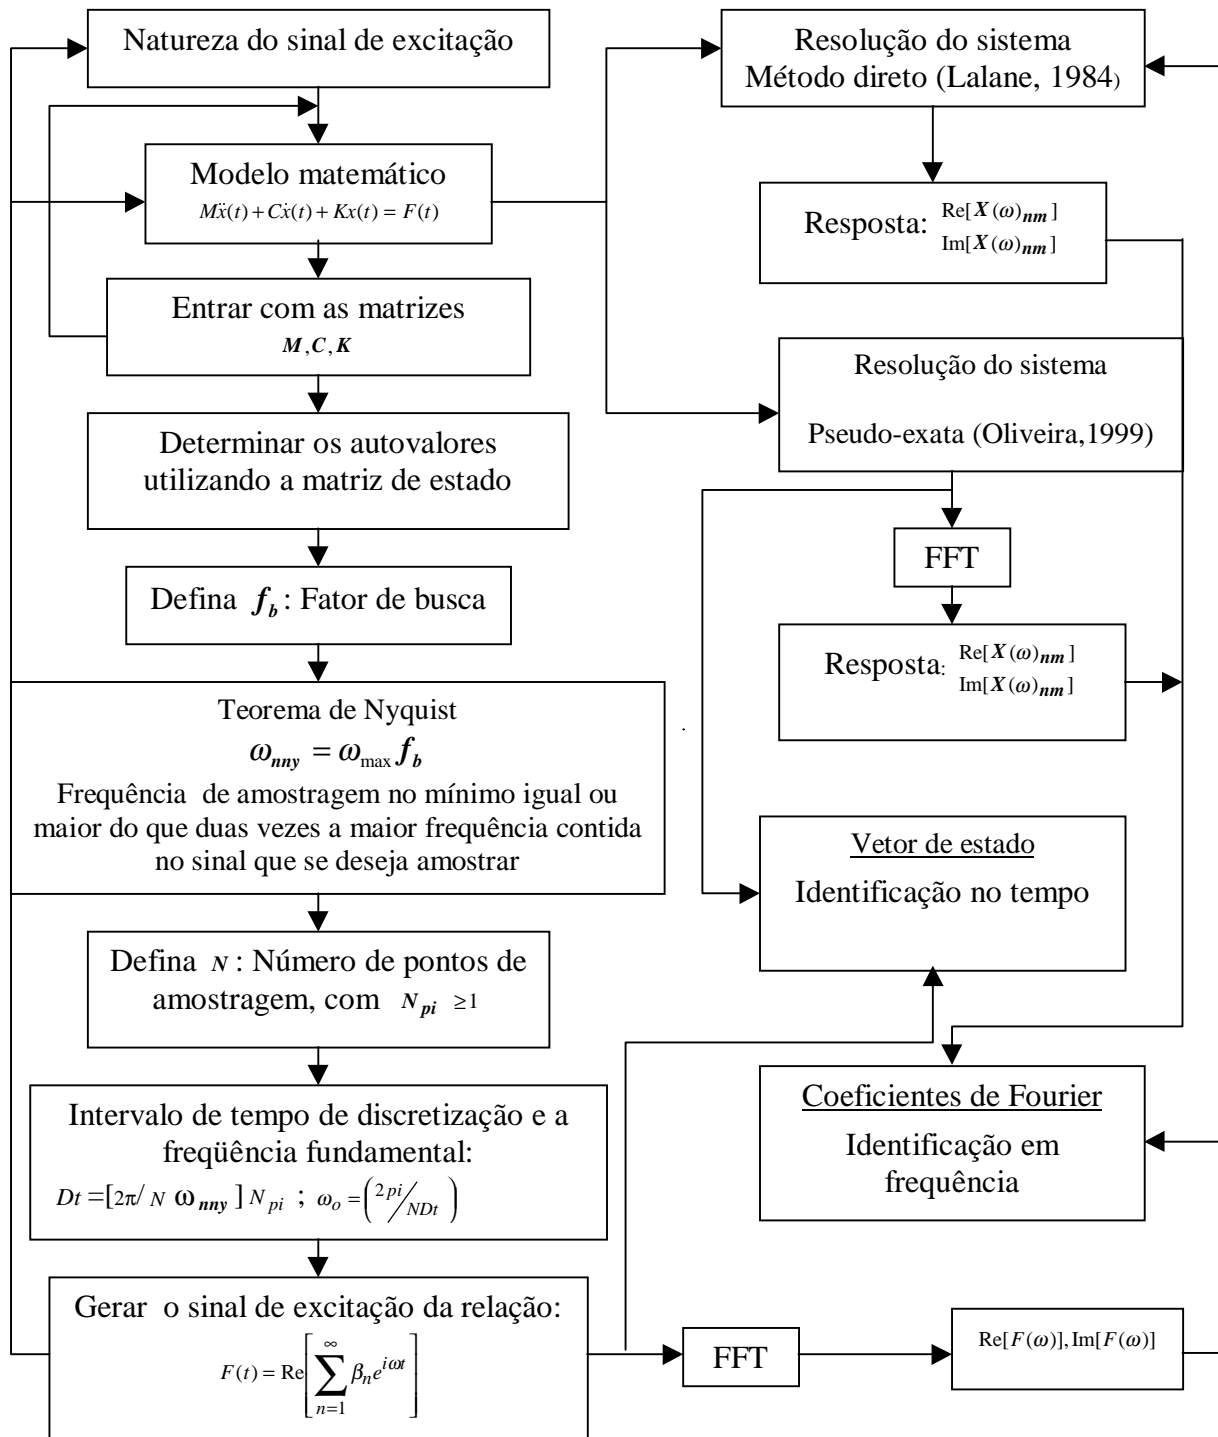 Natureza do sinal de excitação
Modelo matemático
Mẍ(t) + Cẋ(t) + Kx(t) = F(t)
Entrar com as matrizes
M, C, K
Determinar os autovalores
utilizando a matriz de estado
Defina f_b : Fator de busca
Teorema de Nyquist
ω_nny = ω_max f_b
Frequência de amostragem no mínimo igual ou
maior do que duas vezes a maior frequência contida
no sinal que se deseja amostrar
Defina N : Número de pontos de
amostragem, com N_pi ≥1
Intervalo de tempo de discretização e a
freqüência fundamental:
Dt =[2π/ N ω_nny ] N_pi ; ω_o = (2pi/NDt)
Gerar o sinal de excitação da relação:
F(t) = Re[∑_{n=1}^{∞} β_n e^{iωt}]
Resolução do sistema
Método direto (Lalane, 1984)
Resposta: Re[X(ω)_nm]
Im[X(ω)_nm]
Resolução do sistema
Pseudo-exata (Oliveira,1999)
FFT
Resposta: Re[X(ω)_nm]
Im[X(ω)_nm]
Vetor de estado
Identificação no tempo
Coeficientes de Fourier
Identificação em
frequência
FFT
Re[F(ω)], Im[F(ω)]